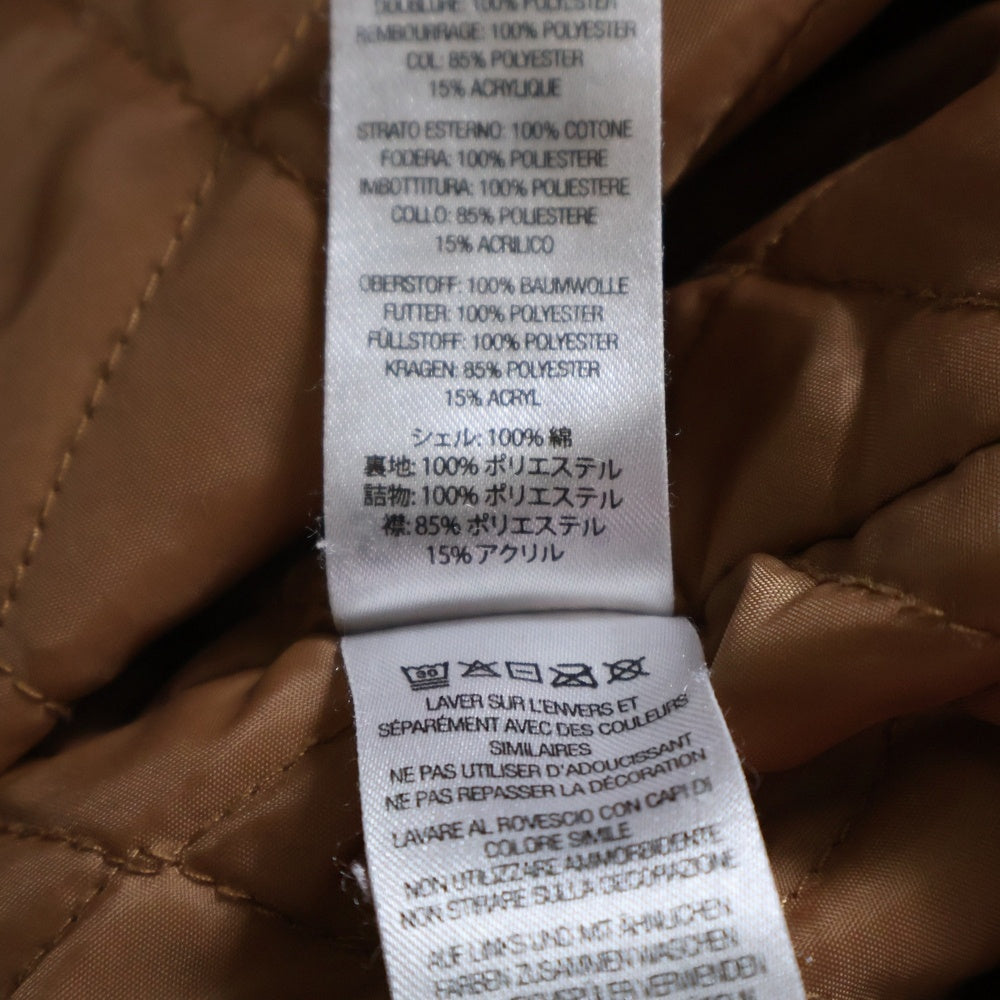 DOUBLURE: 100% POLYESTER
REMBOURRAGE: 100% POLYESTER
COL: 85% POLYESTER
15% ACRYLIQUE
STRATO ESTERNO: 100% COTONE
FODERA: 100% POLIESTERE
IMBOTTITURA: 100% POLIESTERE
COLLO: 85% POLIESTERE
15% ACRILICO
OBERSTOFF: 100% BAUMWOLLE
FUTTER: 100% POLYESTER
FÜLLSTOFF: 100% POLYESTER
KRAGEN: 85% POLYESTER
15% ACRYL
シェル: 100% 綿
裏地: 100% ポリエステル
詰物: 100% ポリエステル
襟: 85% ポリエステル
15% アクリル
LAVER SUR L'ENVERS ET
SÉPARÉMENT AVEC DES COULEURS
SIMILAIRES
NE PAS UTILISER D'ADOUCISSANT
NE PAS REPASSER LA DÉCORATION
LAVARE AL ROVESCIO CON CAPI DI
COLORE SIMILE
NON UTILIZZARE AMMORBIDENTE
NON STIRARE SULLA DECORAZIONE
AUF LINKS UND MIT ÄHNLICHEN
FARBEN ZUSAMMEN WASCHEN
VERWENDEN